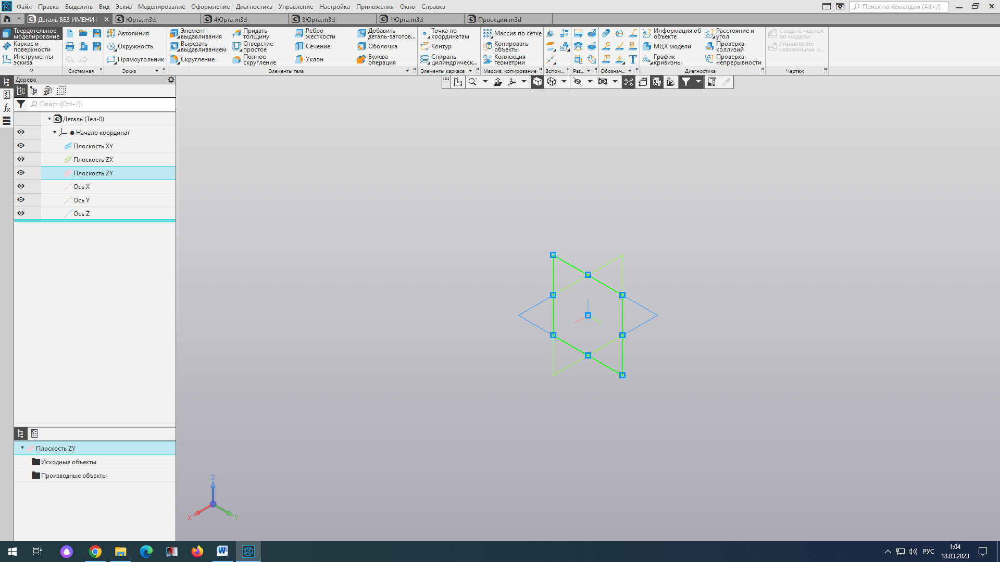 Файл Правка Выделить Вид Эскиз Моделирование Оформление Диагностика Управление Настройка Приложения Окно Справка Поиск по командам (Alt+/)
Деталь БЕЗ ИМЕНИ1 Юрта.m3d 4Юрта.m3d 3Юрта.m3d 1Юрта.m3d Проекции.m3d
Твердотельное моделирование
Каркас и поверхности
Инструменты эскиза
Системная
Автолиния
Окружность
Прямоугольник
Эскиз
Элемент выдавливания
Вырезать выдавливанием
Скругление
Придать толщину
Отверстие простое
Полное скругление
Ребро жесткости
Сечение
Уклон
Добавить деталь-заготов...
Оболочка
Булева операция
Элементы тела
Точка по координатам
Контур
Спираль цилиндрическ...
Элементы каркаса
Массив по сетке
Копировать объекты
Коллекция геометрии
Массив, копирование
Вспом...
Раз...
Обознач...
Информация об объекте
МЦХ модели
График кривизны
Расстояние и угол
Проверка коллизий
Проверка непрерывности
Диагностика
Создать чертеж по модели
Управление связанными ч...
Чертеж
Дерево
Поиск (Ctrl+/)
Деталь (Тел-0)
Начало координат
Плоскость XY
Плоскость ZX
Плоскость ZY
Ось X
Ось Y
Ось Z
Плоскость ZY
Исходные объекты
Производные объекты
Z
X
Y
РУС
1:04
18.03.2023